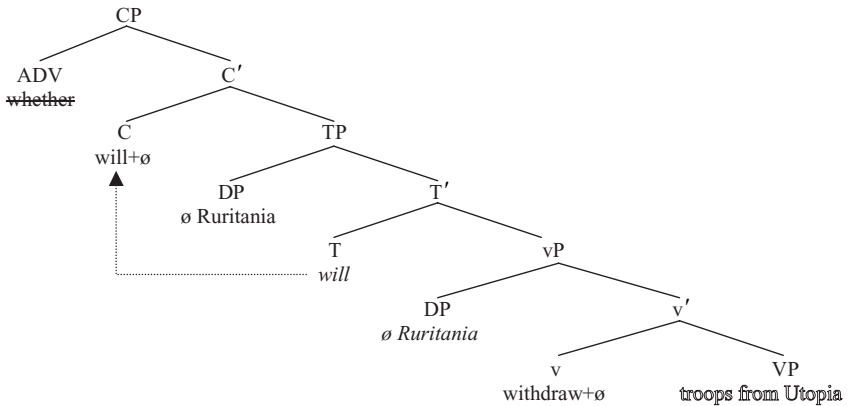 CP
ADV C′
whether
C TP
will+ø
DP T′
ø Ruritania
T vP
will
DP v′
ø Ruritania
v VP
withdraw+ø troops from Utopia